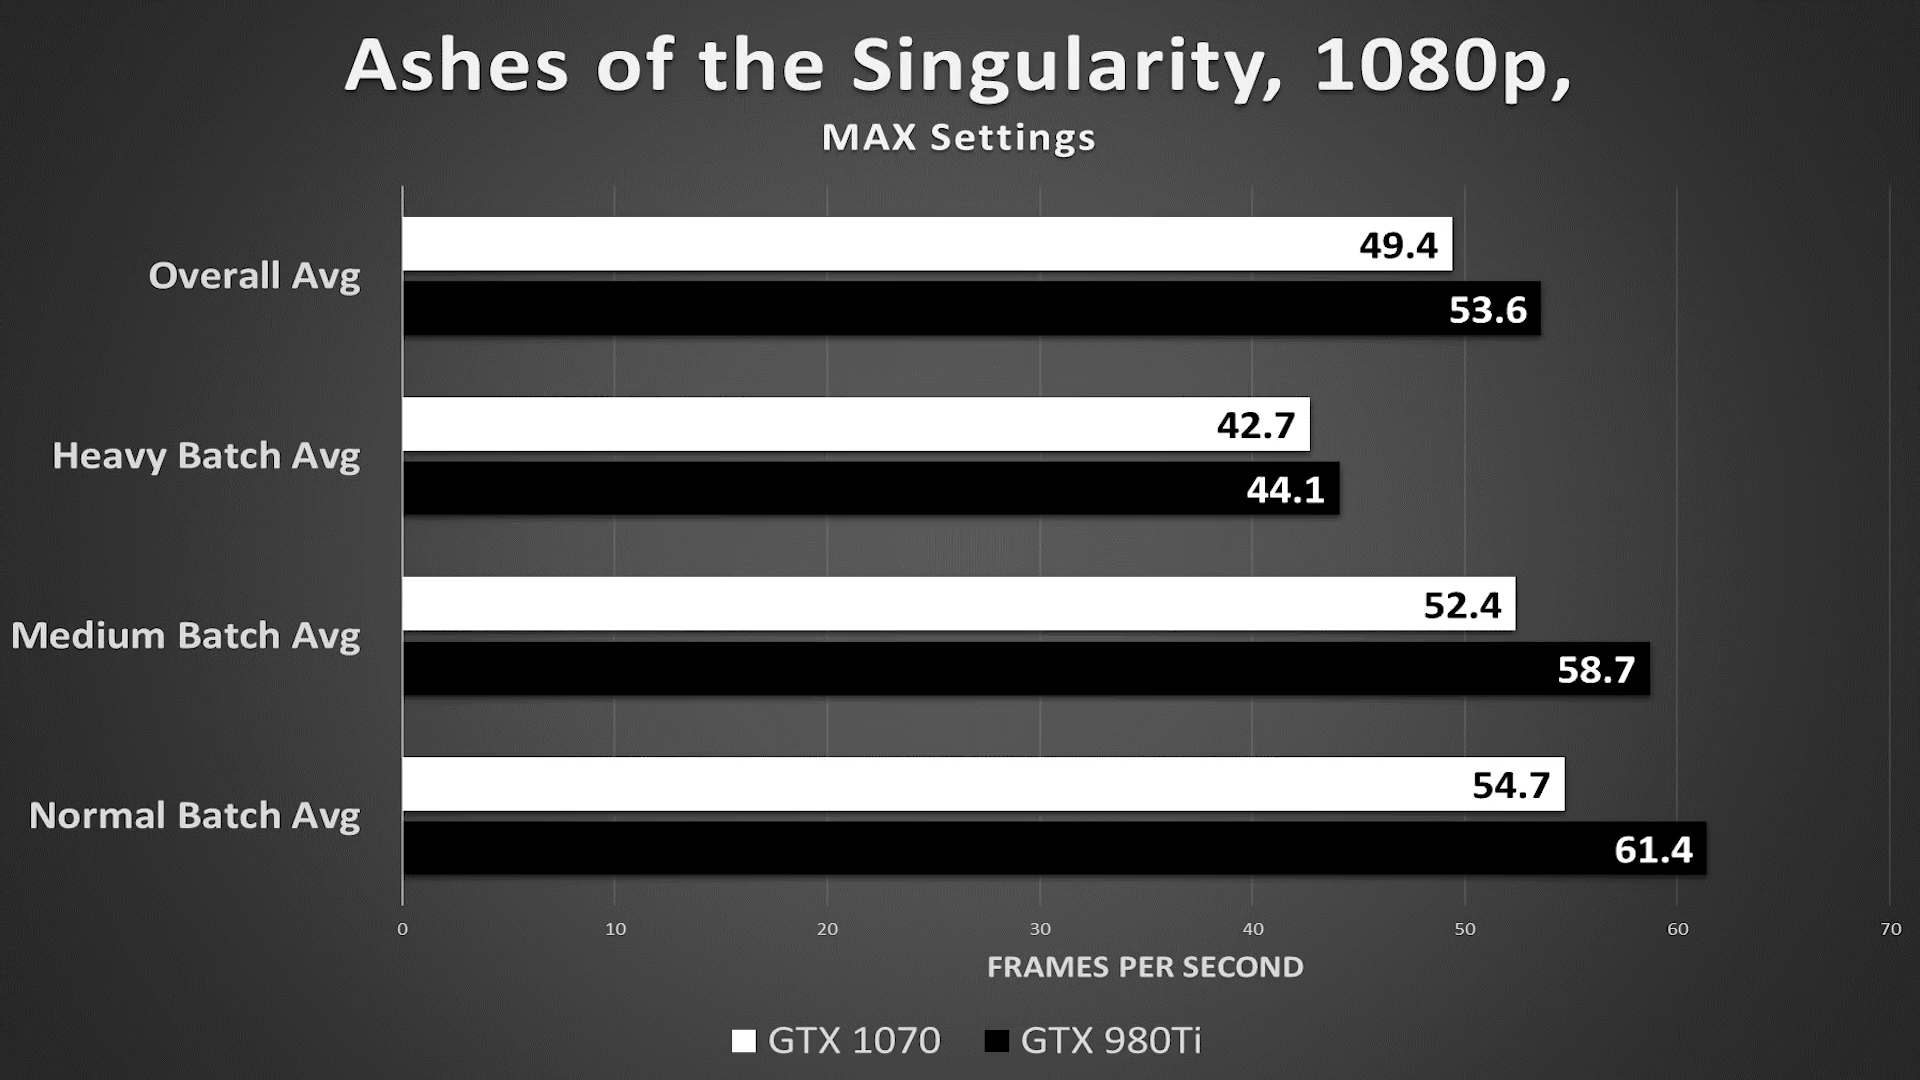 Ashes of the Singularity, 1080p,
MAX Settings
Overall Avg
49.4
53.6
Heavy Batch Avg
42.7
44.1
Medium Batch Avg
52.4
58.7
Normal Batch Avg
54.7
61.4
0 10 20 30 40 50 60 70
FRAMES PER SECOND
GTX 1070 GTX 980Ti